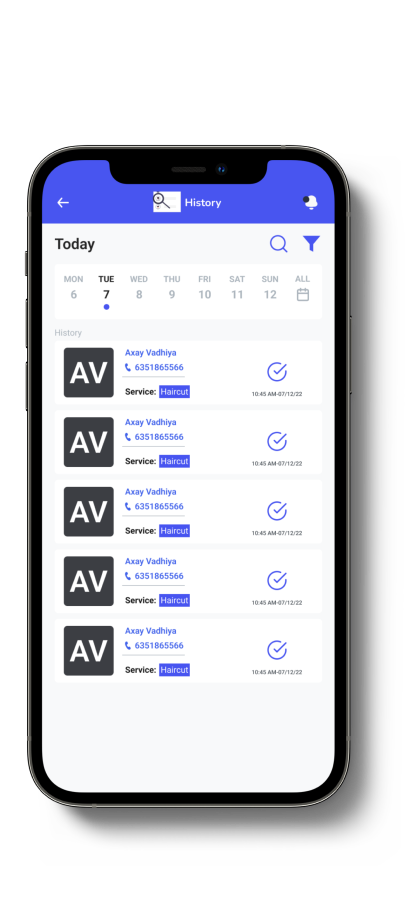 History
Today
MON TUE WED THU FRI SAT SUN ALL
6 7 8 9 10 11 12
History
AV
Axay Vadhiya
6351865566
Service: Haircut
10:45 AM-07/12/22
AV
Axay Vadhiya
6351865566
Service: Haircut
10:45 AM-07/12/22
AV
Axay Vadhiya
6351865566
Service: Haircut
10:45 AM-07/12/22
AV
Axay Vadhiya
6351865566
Service: Haircut
10:45 AM-07/12/22
AV
Axay Vadhiya
6351865566
Service: Haircut
10:45 AM-07/12/22